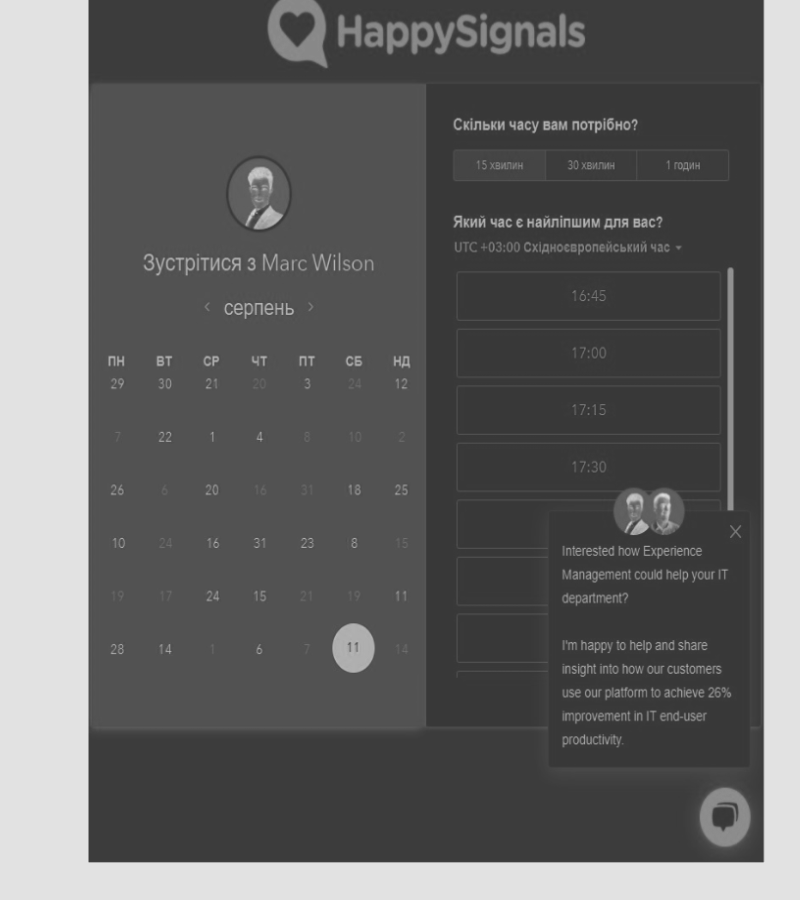 HappySignals
Зустрітися з Marc Wilson
серпень
ПН ВТ СР ЧТ ПТ СБ НД
29 30 21 20 3 24 12
7 22 1 4 8 10 2
26 6 20 16 31 18 25
10 24 16 31 23 8 15
19 17 24 15 21 19 11
28 14 1 6 7 11 14
Скільки часу вам потрібно?
15 хвилин 30 хвилин 1 годин
Який час є найліпшим для вас?
UTC +03:00 Східноєвропейський час
16:45
17:00
17:15
17:30
Interested how Experience
Management could help your IT
department?
I'm happy to help and share
insight into how our customers
use our platform to achieve 26%
improvement in IT end-user
productivity.